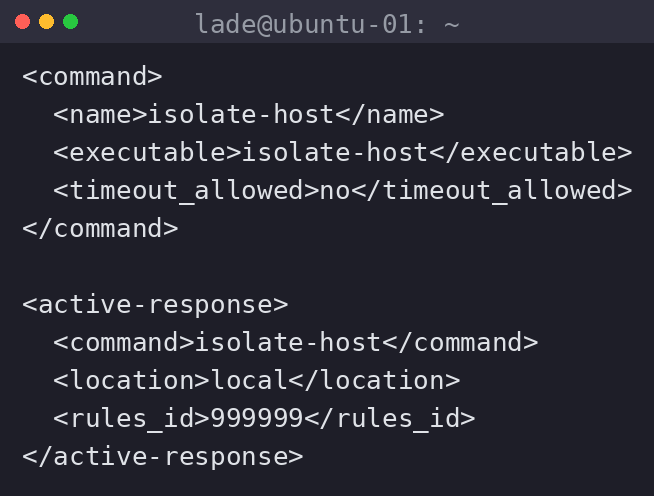 lade@ubuntu-01: ~
<command>
  <name>isolate-host</name>
  <executable>isolate-host</executable>
  <timeout_allowed>no</timeout_allowed>
</command>

<active-response>
  <command>isolate-host</command>
  <location>local</location>
  <rules_id>999999</rules_id>
</active-response>